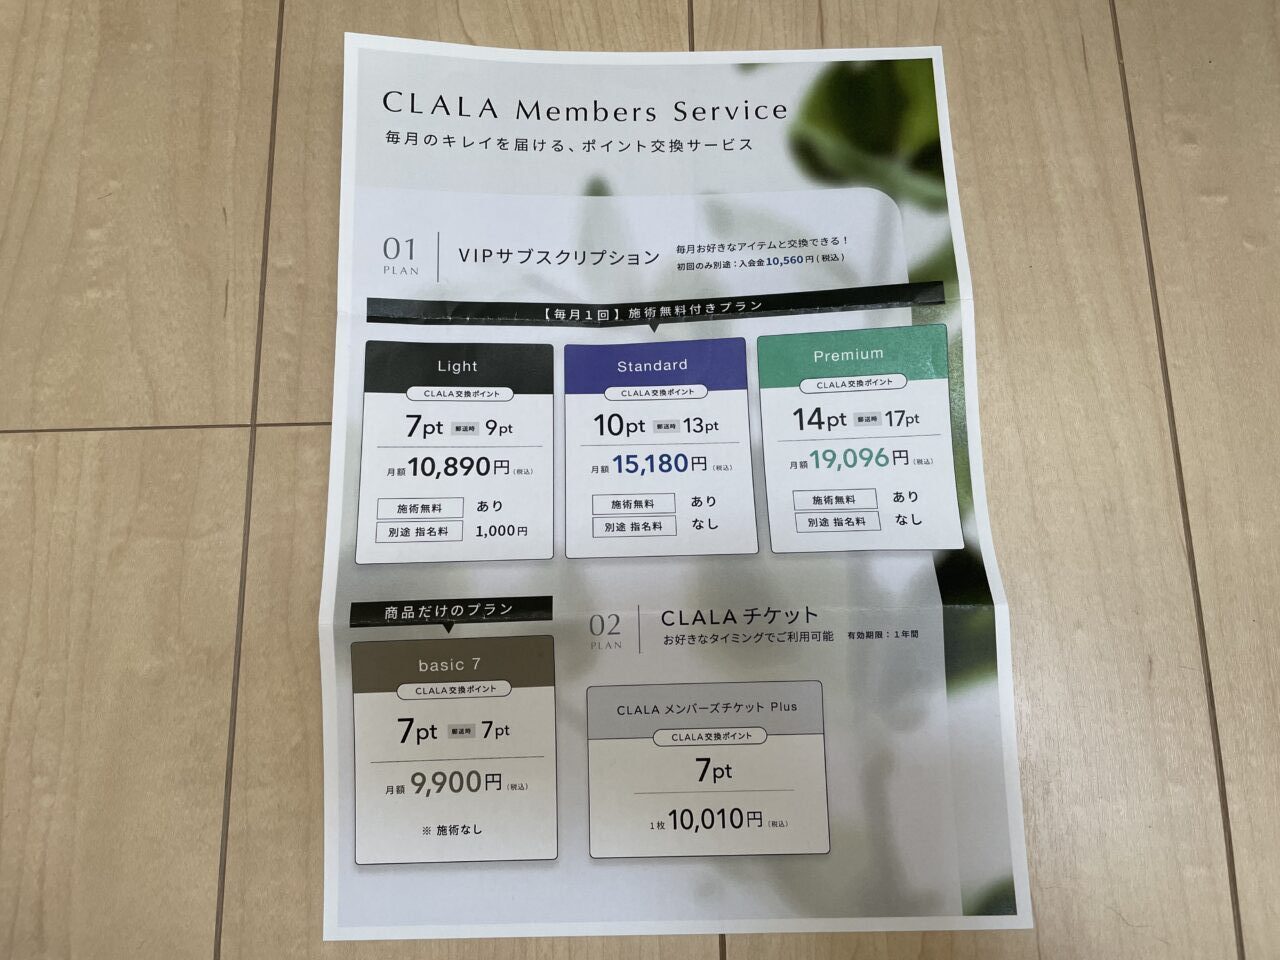 CLALA Members Service
毎月のキレイを届ける、ポイント交換サービス
01
PLAN
VIPサブスクリプション
毎月お好きなアイテムと交換できる！
初回のみ別途：入会金10,560円(税込)
【毎月1回】施術無料付きプラン
Light
CLALA交換ポイント
7pt 郵送時 9pt
月額10,890円(税込)
施術無料 あり
別途 指名料 1,000円
Standard
CLALA交換ポイント
10pt 郵送時 13pt
月額15,180円(税込)
施術無料 あり
別途 指名料 なし
Premium
CLALA交換ポイント
14pt 郵送時 17pt
月額19,096円(税込)
施術無料 あり
別途 指名料 なし
商品だけのプラン
basic 7
CLALA交換ポイント
7pt 郵送時 7pt
月額9,900円(税込)
※ 施術なし
02
PLAN
CLALAチケット
お好きなタイミングでご利用可能 有効期限：1年間
CLALA メンバーズチケット Plus
CLALA交換ポイント
7pt
1枚10,010円(税込)